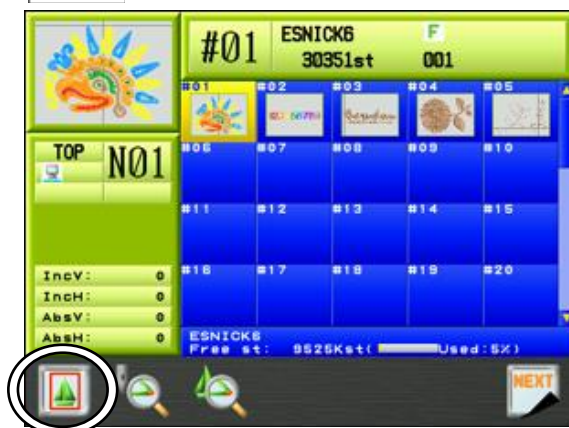 #01 ESNICK6 F
30351st 001
#01 #02 #03 #04 #05
TOP N01
#06 #07 #08 #09 #10
#11 #12 #13 #14 #15
#16 #17 #18 #19 #20
IncV: 0
IncH: 0
AbsV: 0
AbsH: 0
ESNICK6
Free st: 9525Kst( Used:5%)
NEXT